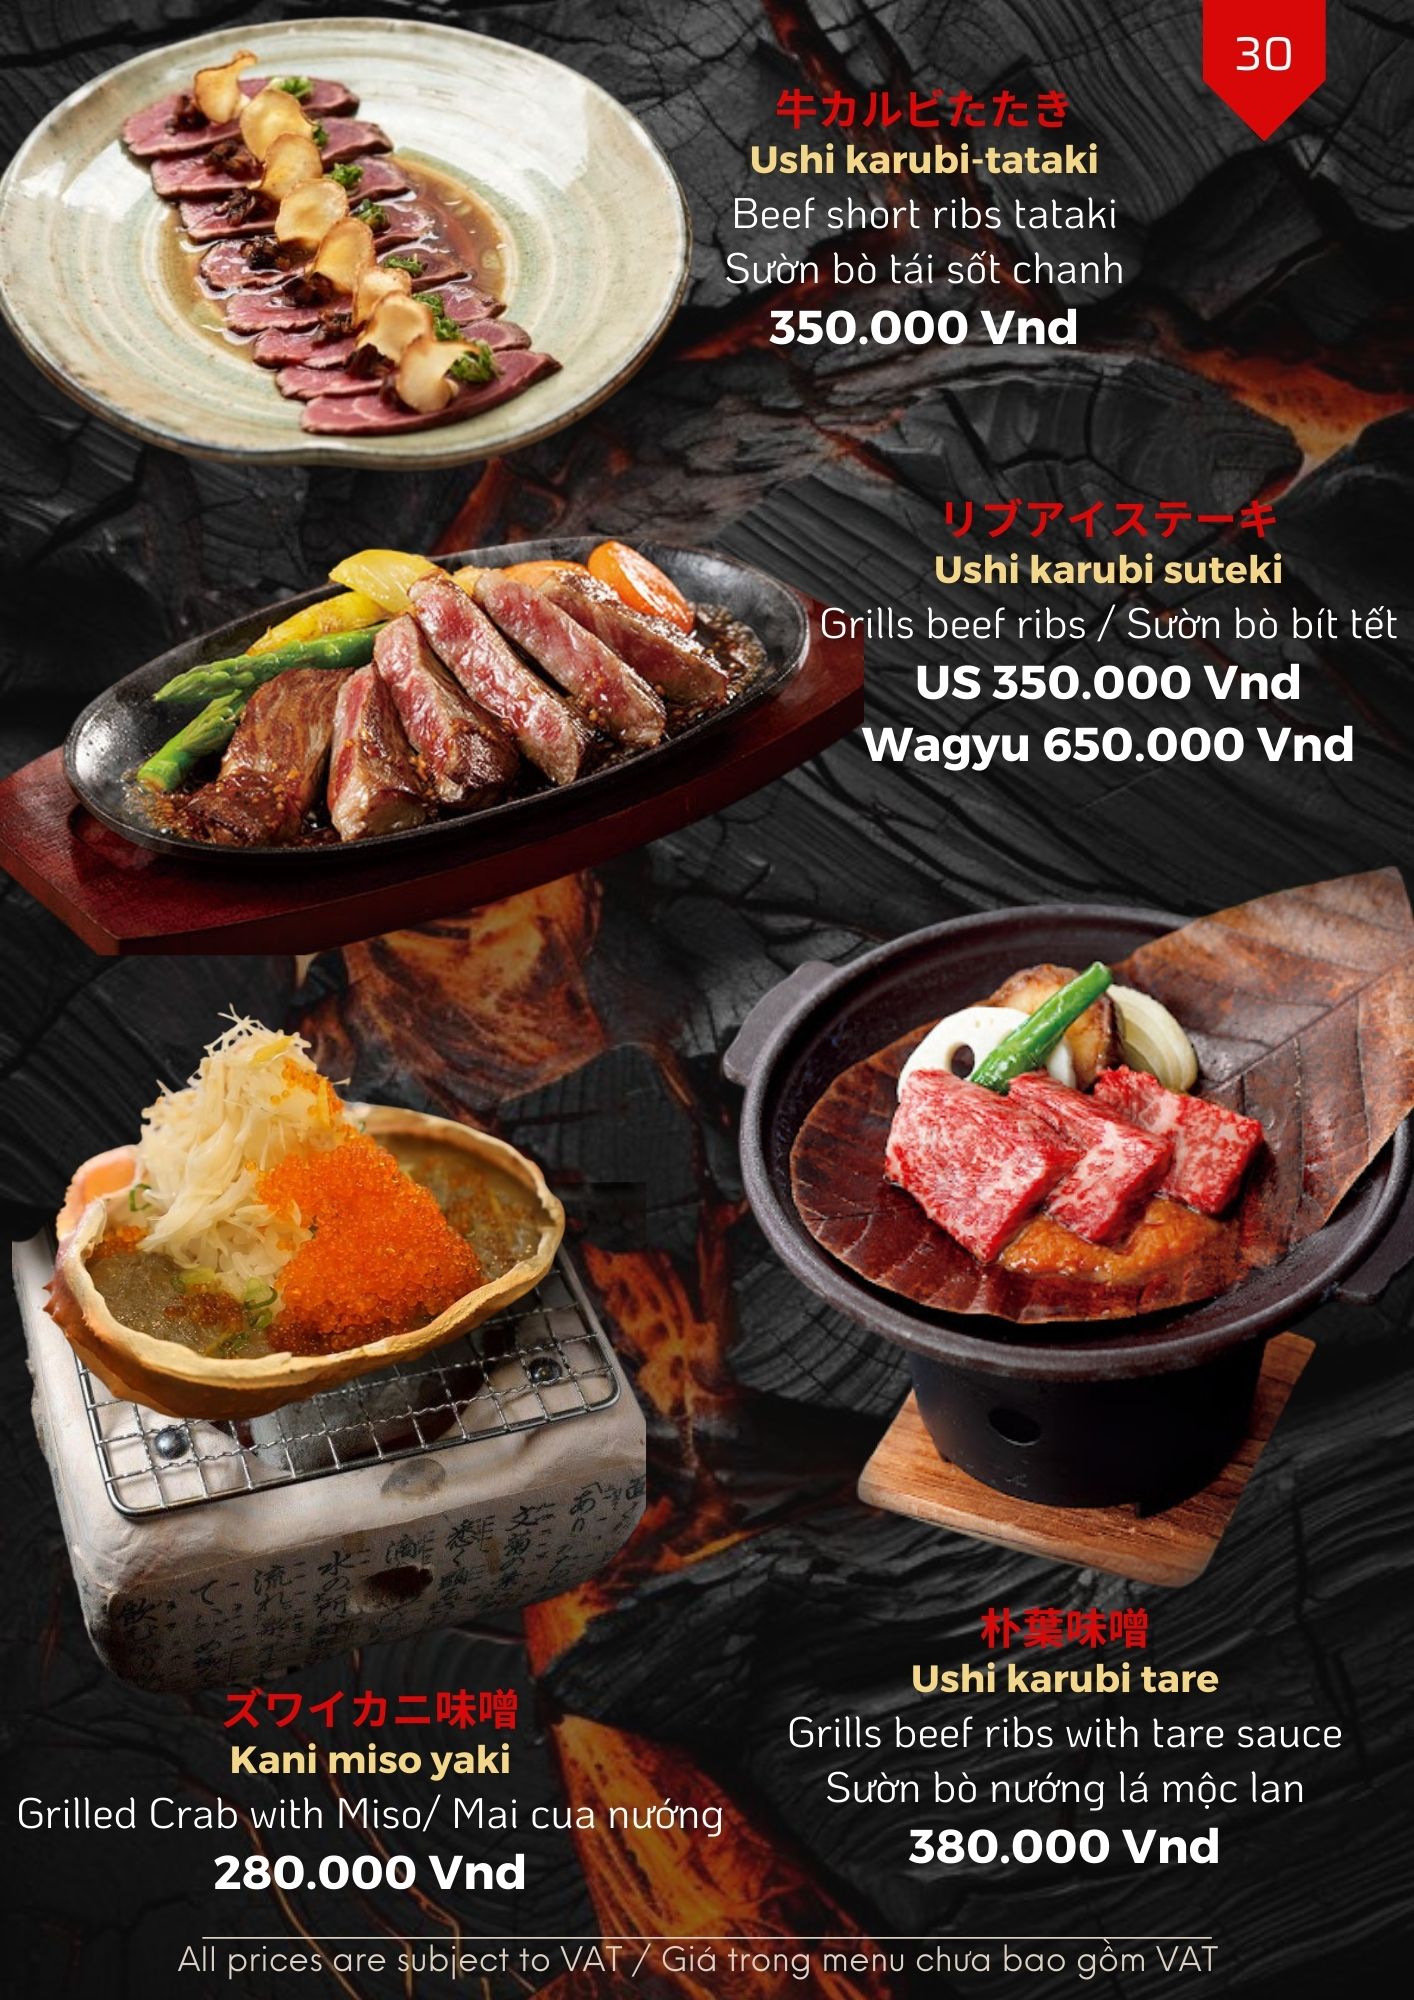 30
牛カルビたたき
Ushi karubi-tataki
Beef short ribs tataki
Sườn bò tái sốt chanh
350.000 Vnd
リブアイステーキ
Ushi karubi suteki
Grills beef ribs / Sườn bò bít tết
US 350.000 Vnd
Wagyu 650.000 Vnd
朴葉味噌
Ushi karubi tare
Grills beef ribs with tare sauce
Sườn bò nướng lá mộc lan
380.000 Vnd
ズワイカニ味噌
Kani miso yaki
Grilled Crab with Miso/ Mai cua nướng
280.000 Vnd
All prices are subject to VAT / Giá trong menu chưa bao gồm VAT